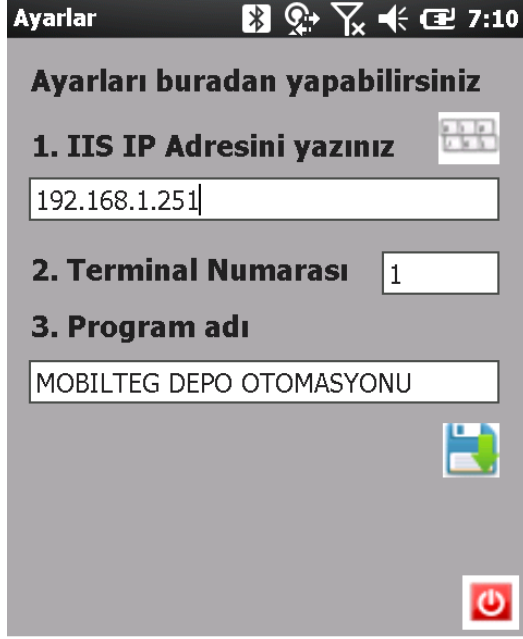 Ayarlar 7:10
Ayarları buradan yapabilirsiniz
1. IIS IP Adresini yazınız
192.168.1.251
2. Terminal Numarası 1
3. Program adı
MOBILTEG DEPO OTOMASYONU